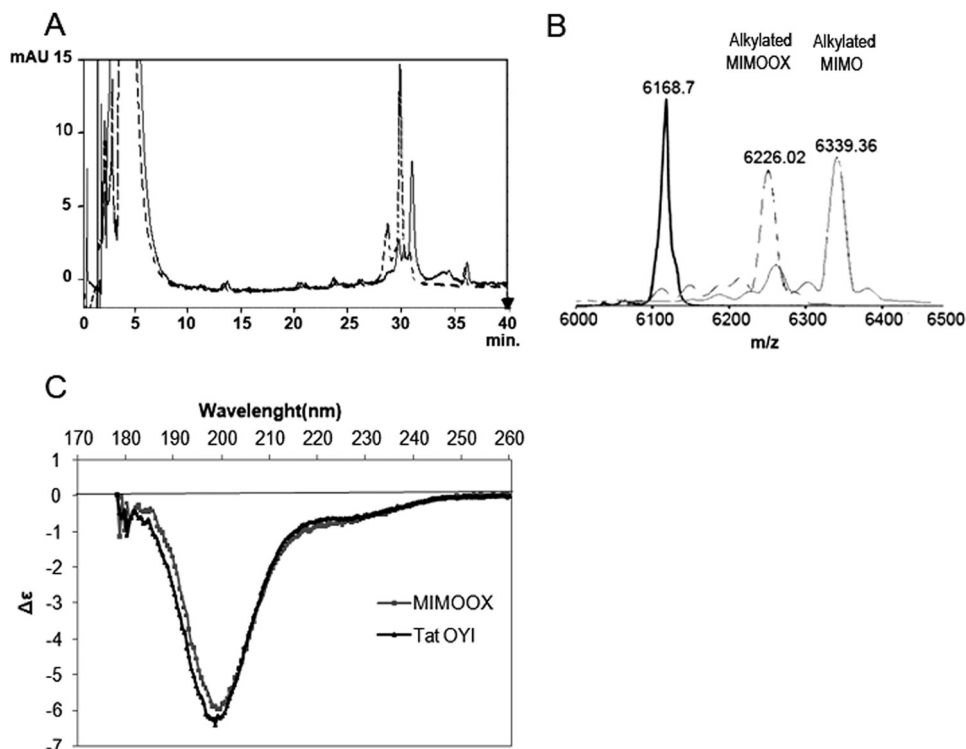 A
mAU 15
10
5
0
0 5 10 15 20 25 30 35 40
min.
B
Alkylated Alkylated
MIMOOX MIMO
6168.7
6226.02 6339.36
6000 6100 6200 6300 6400 6500
m/z
C
Wavelenght(nm)
170 180 190 200 210 220 230 240 250 260
1
0
-1
-2
-3
-4
-5
-6
-7
Δε
MIMOOX
Tat OYI